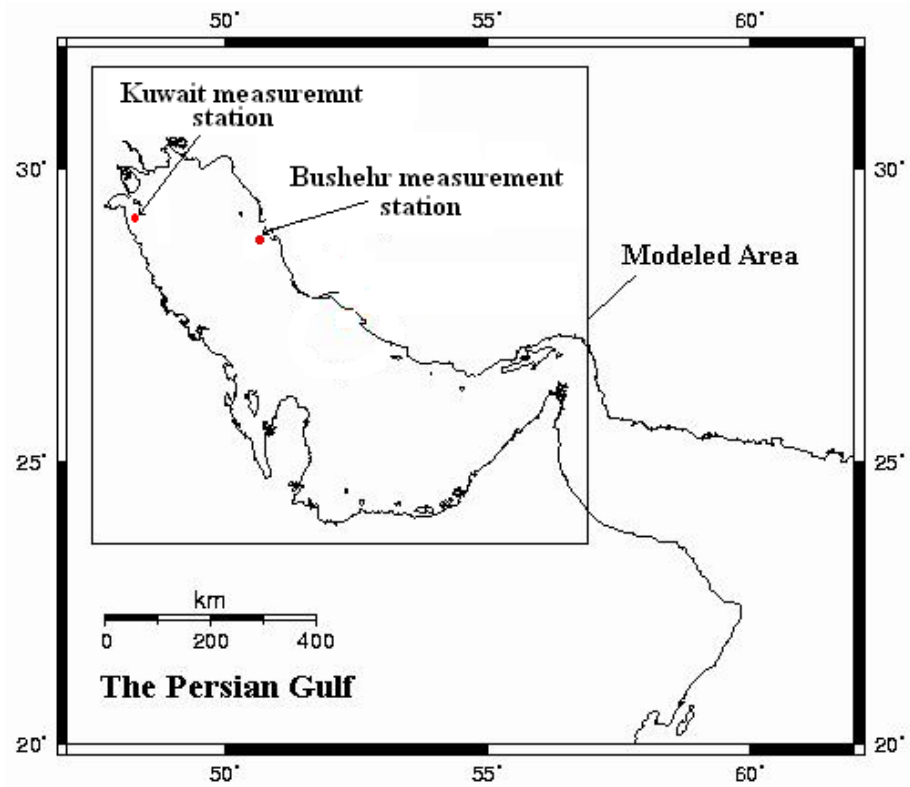 50° 55° 60°
Kuwait measuremnt
station
30° 30°
Bushehr measurement
station
Modeled Area
25° 25°
km
0 200 400
The Persian Gulf
20° 20°
50° 55° 60°